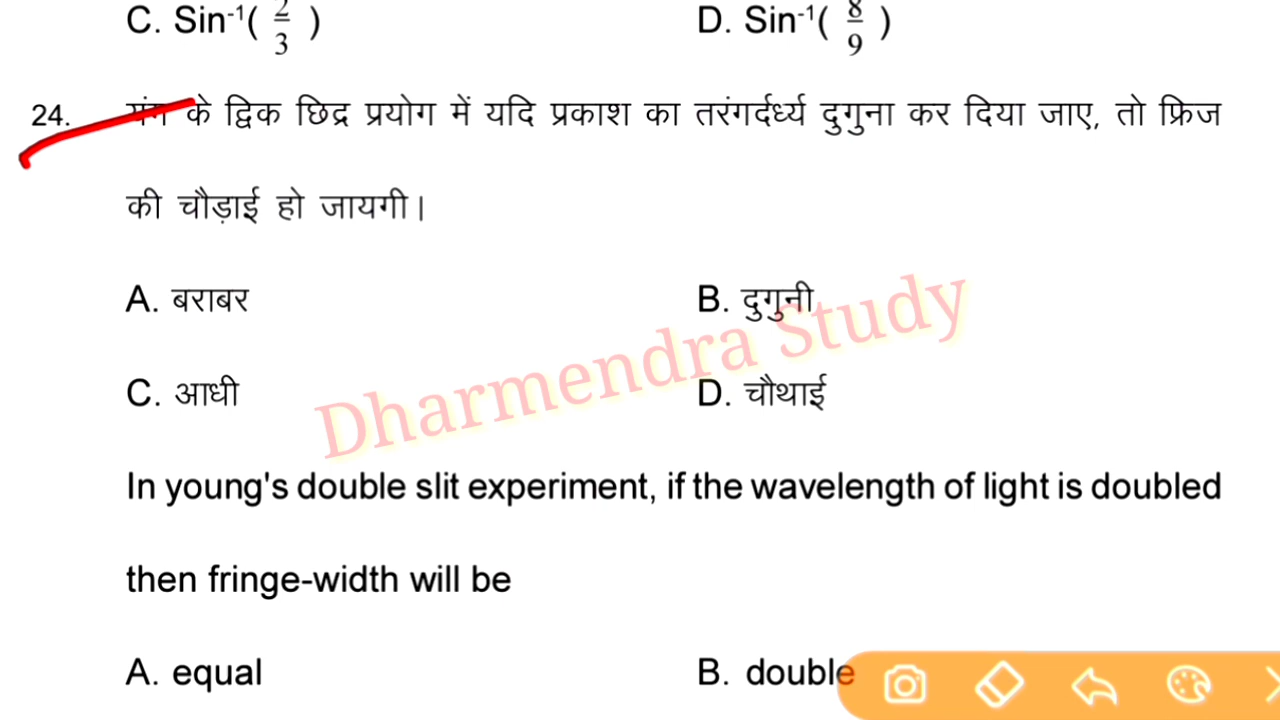 C. Sin⁻¹( 2/3 ) D. Sin⁻¹( 8/9 )
24. यंग के द्विक छिद्र प्रयोग में यदि प्रकाश का तरंगदैर्ध्य दुगुना कर दिया जाए, तो फ्रिज
की चौड़ाई हो जायगी।
A. बराबर B. दुगुनी
C. आधी D. चौथाई
Dharmendra Study
In young's double slit experiment, if the wavelength of light is doubled
then fringe-width will be
A. equal B. double